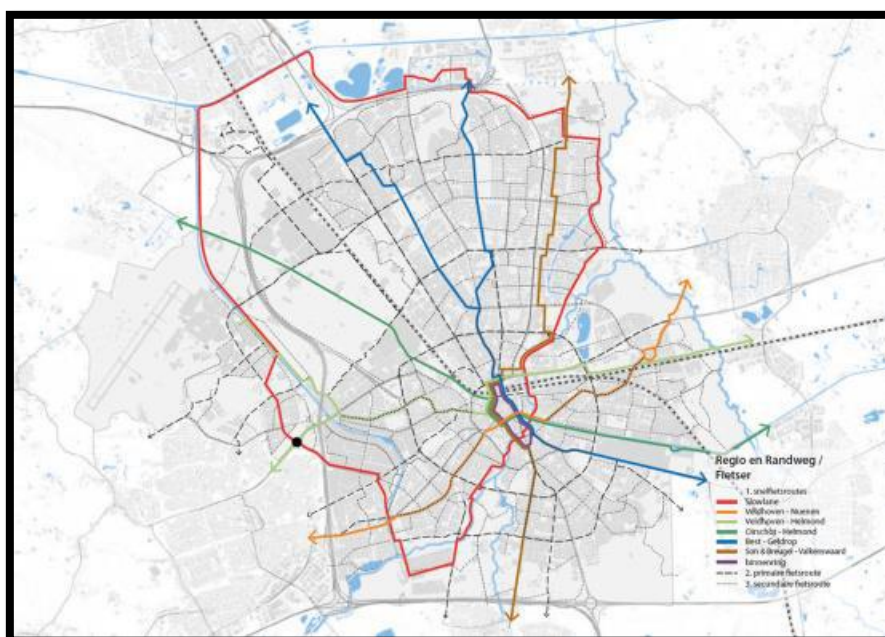 Regio en Randweg /
Fietser
1. snelfietsroutes
Slowlane
Veldhoven - Nuenen
Veldhoven - Helmond
Oirschot - Helmond
Best - Geldrop
Son & Breugel - Valkenswaard
binnenring
2. primaire fietsroute
3. secundaire fietsroute